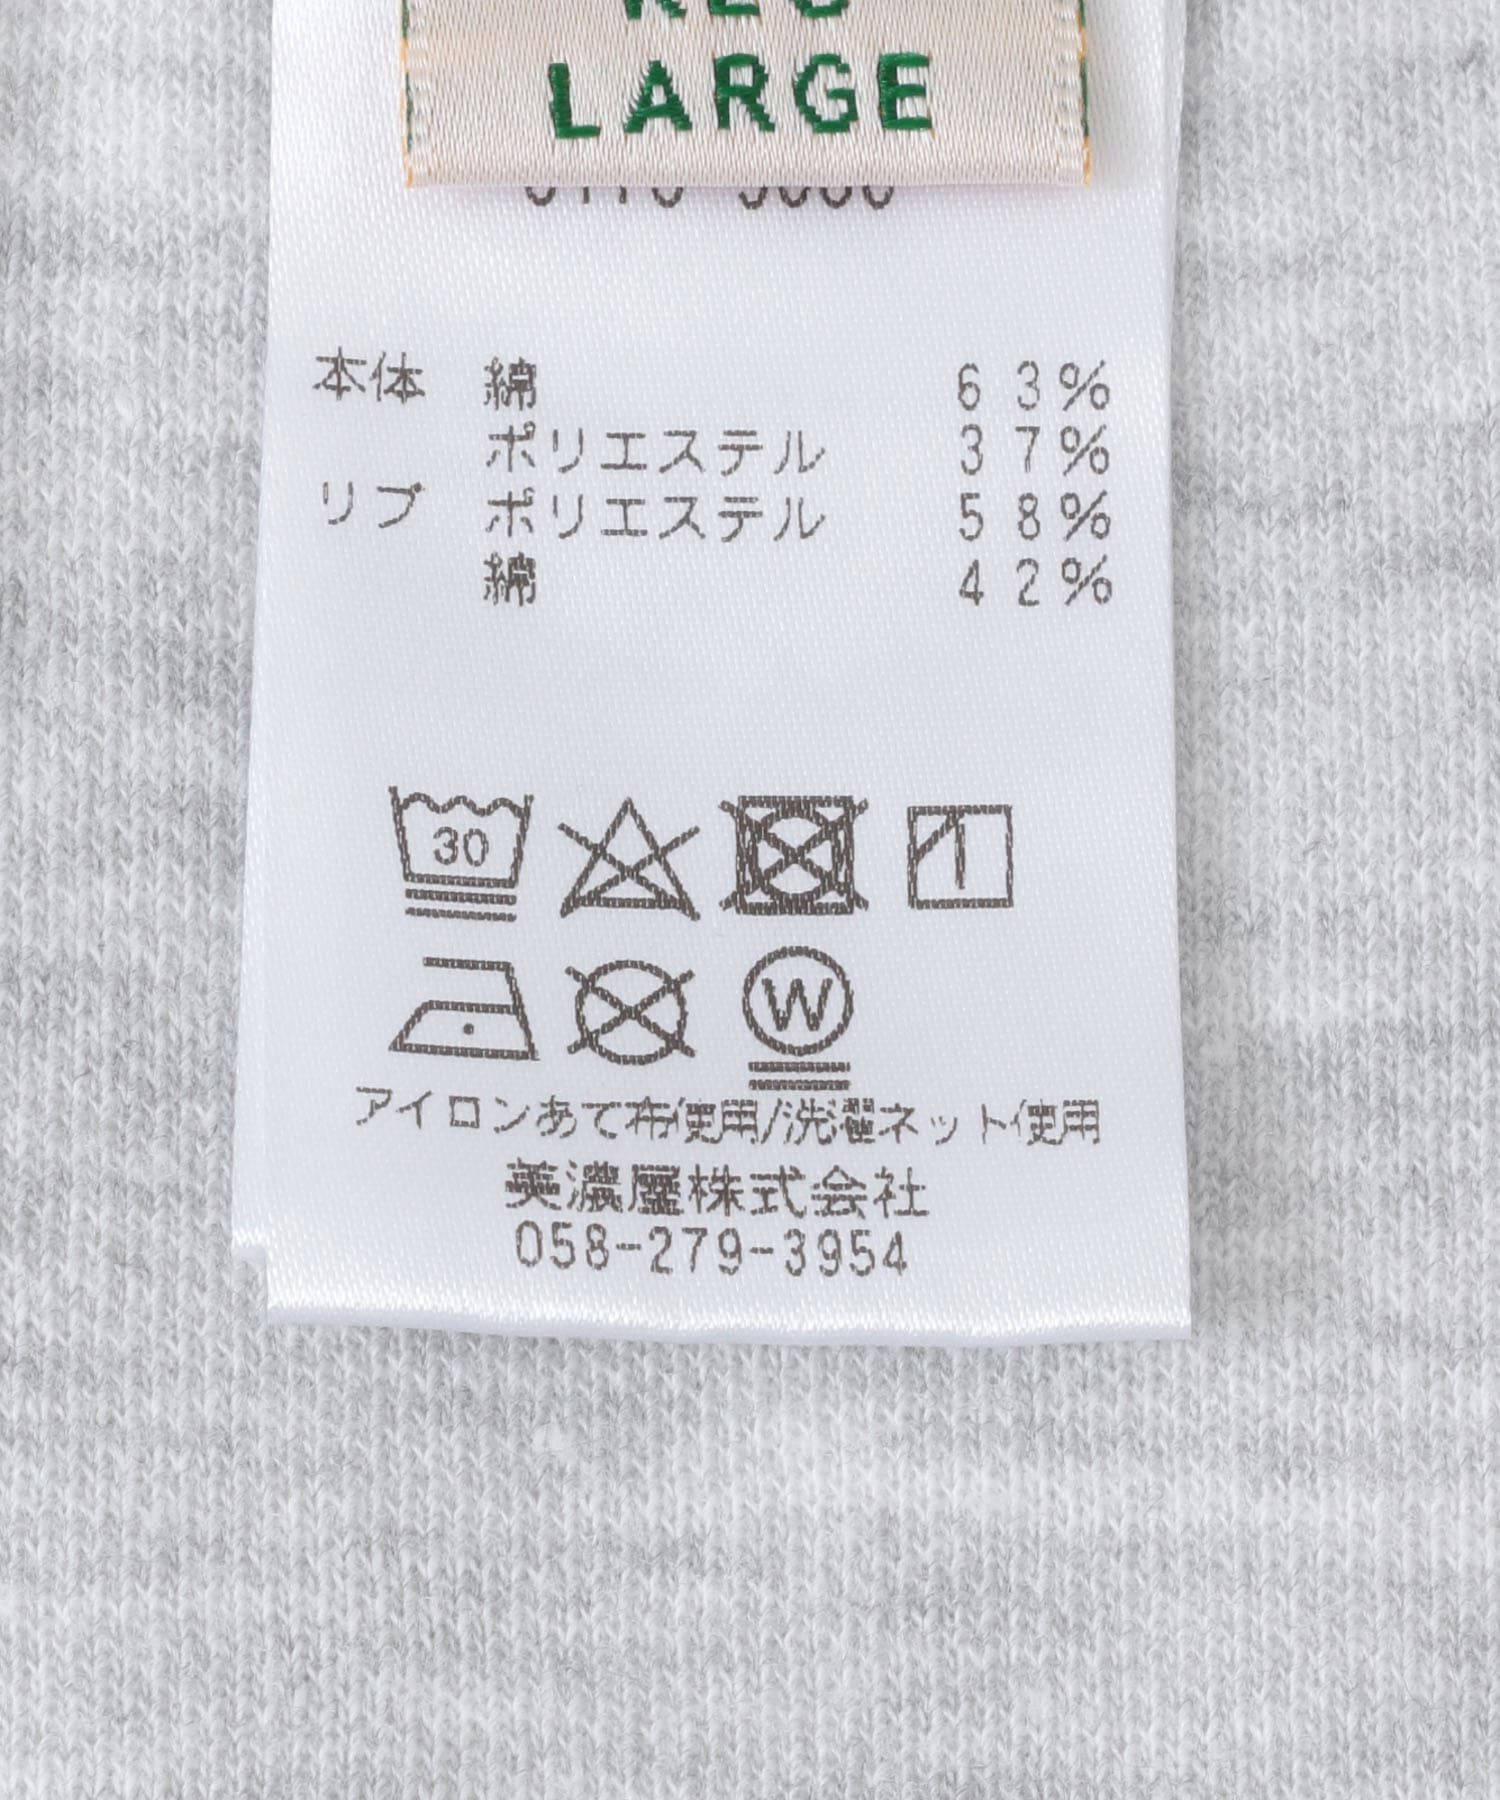 LARGE
本体 綿 63%
ポリエステル 37%
リブ ポリエステル 58%
綿 42%
30
W
アイロンあて布使用/洗濯ネット使用
美濃屋株式会社
058-279-3954